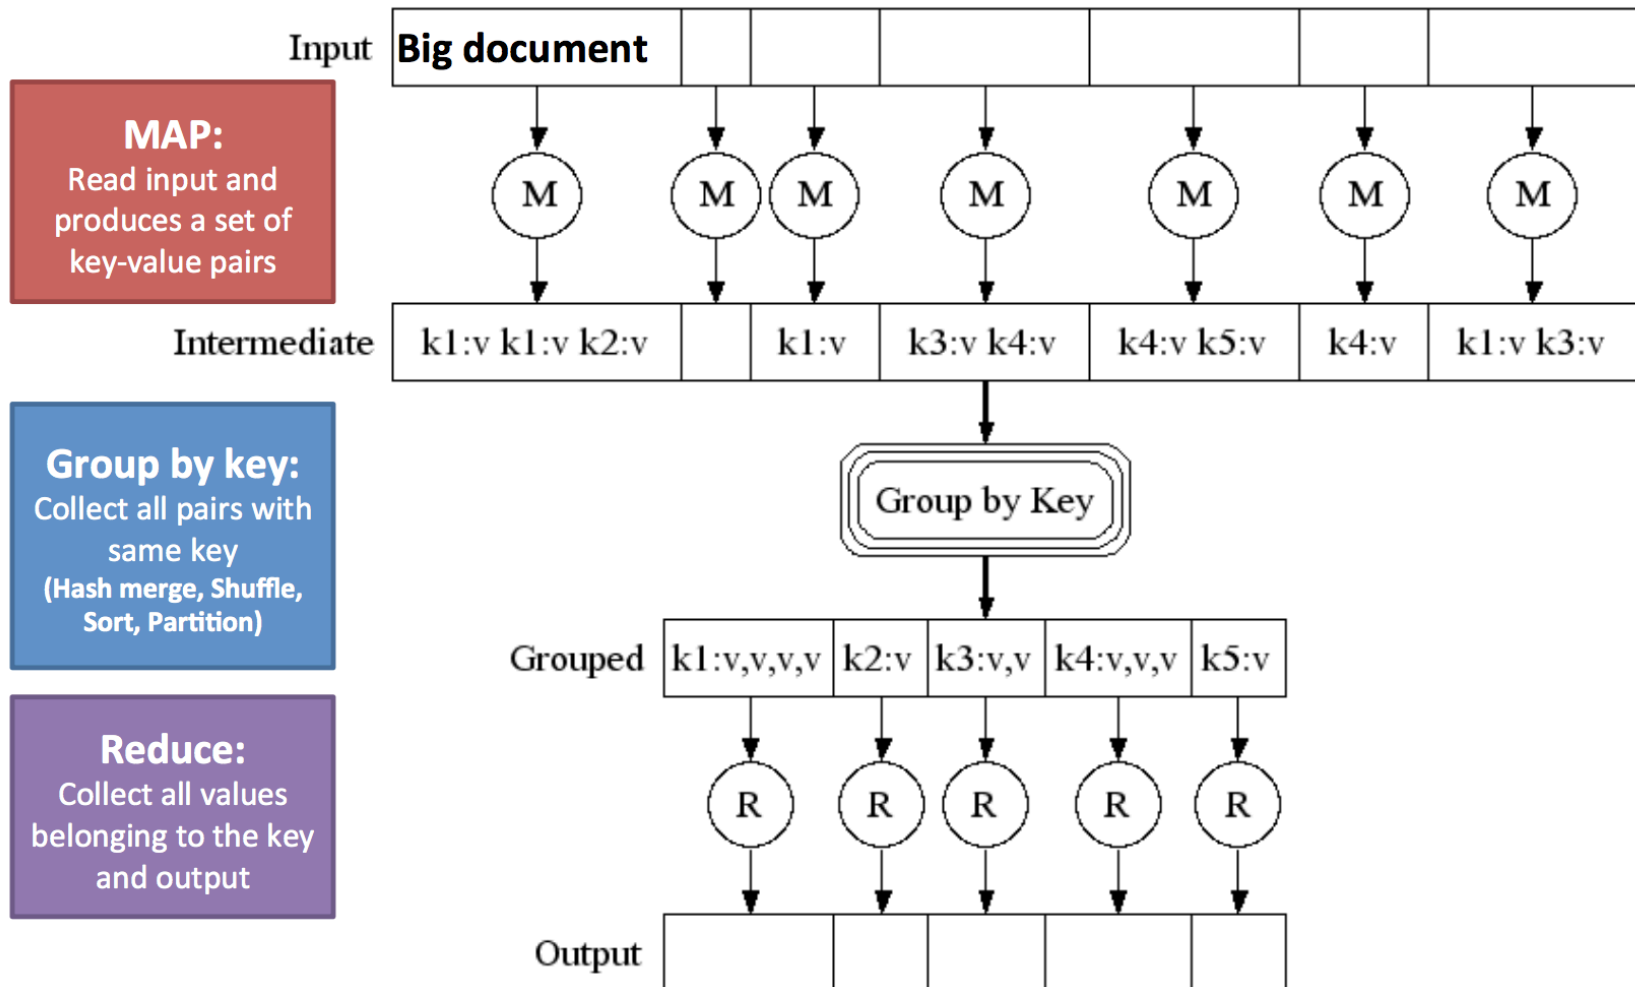 Input Big document
MAP:
Read input and
produces a set of
key-value pairs
M M M M M M M
Intermediate k1:v k1:v k2:v k1:v k3:v k4:v k4:v k5:v k4:v k1:v k3:v
Group by key:
Collect all pairs with
same key
(Hash merge, Shuffle,
Sort, Partition)
Group by Key
Grouped k1:v,v,v,v k2:v k3:v,v k4:v,v,v k5:v
Reduce:
Collect all values
belonging to the key
and output
R R R R R
Output